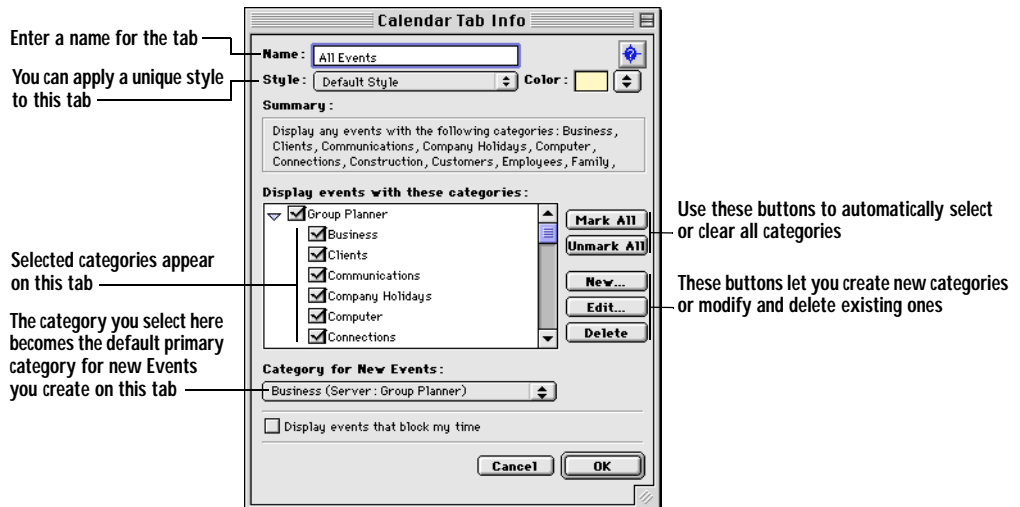 Calendar Tab Info
Enter a name for the tab
Name: All Events
You can apply a unique style
to this tab
Style: Default Style Color:
Summary:
Display any events with the following categories: Business,
Clients, Communications, Company Holidays, Computer,
Connections, Construction, Customers, Employees, Family,
Display events with these categories:
Group Planner
Business
Clients
Communications
Company Holidays
Computer
Connections
Mark All
Unmark All
New...
Edit...
Delete
Use these buttons to automatically select
or clear all categories
These buttons let you create new categories
or modify and delete existing ones
Selected categories appear
on this tab
The category you select here
becomes the default primary
category for new Events
you create on this tab
Category for New Events:
Business (Server: Group Planner)
Display events that block my time
Cancel OK